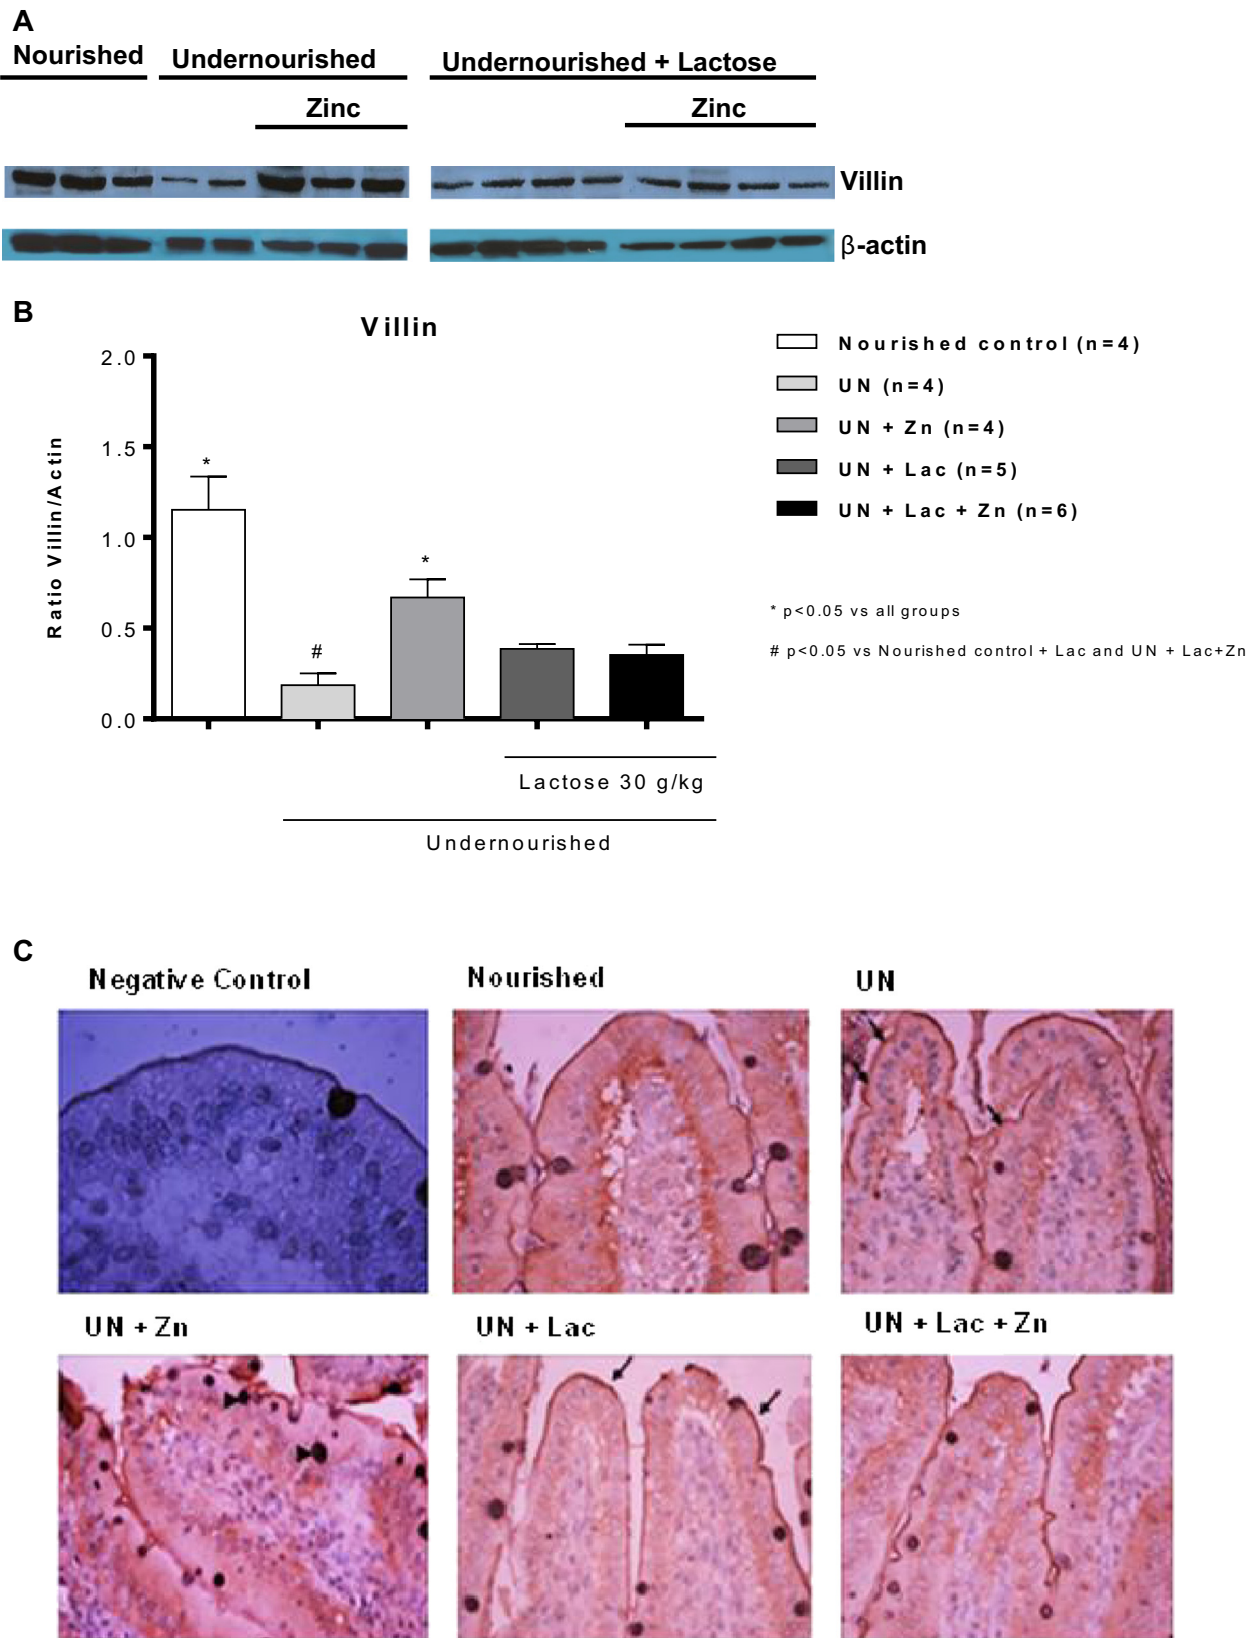 A
Nourished
Undernourished
Undernourished + Lactose
Zinc
Zinc
Villin
β-actin
B
Villin
2.0
1.5
1.0
0.5
0.0
Ratio Villin/Actin
*
#
*
Lactose 30 g/kg
Undernourished
Nourished control (n=4)
UN (n=4)
UN + Zn (n=4)
UN + Lac (n=5)
UN + Lac + Zn (n=6)
* p<0.05 vs all groups
# p<0.05 vs Nourished control + Lac and UN + Lac+Zn
C
Negative Control
Nourished
UN
UN + Zn
UN + Lac
UN + Lac + Zn